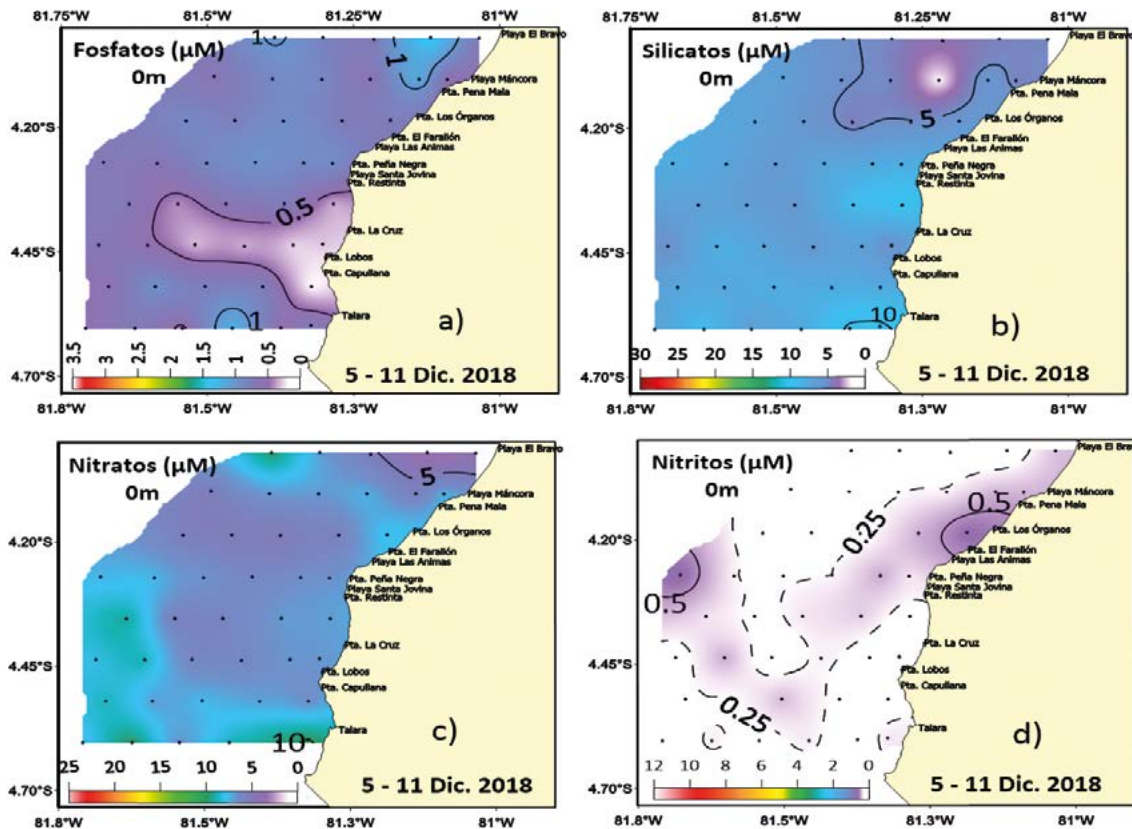 81.75°W 81.5°W 81.25°W 81°W
Fosfatos (µM)
0m
1
1
Playa El Bravo
Playa Máncora
Pta. Pena Mala
Pta. Los Órganos
Pta. El Farallón
Playa Las Animas
Pta. Peña Negra
Playa Santa Jovina
Pta. Restinta
0.5
Pta. La Cruz
Pta. Lobos
Pta. Capullana
Talara
1
a)
4.20°S
4.45°S
4.70°S
3.5 3 2.5 2 1.5 1 0.5 0
5 - 11 Dic. 2018
81.8°W 81.5°W 81.3°W 81°W
81.75°W 81.5°W 81.25°W 81°W
Silicatos (µM)
0m
Playa El Bravo
Playa Máncora
Pta. Pena Mala
5
Pta. Los Órganos
Pta. El Farallón
Playa Las Animas
Pta. Peña Negra
Playa Santa Jovina
Pta. Restinta
Pta. La Cruz
Pta. Lobos
Pta. Capullana
10
Talara
b)
4.20°S
4.45°S
4.70°S
30 25 20 15 10 5 0
5 - 11 Dic. 2018
81.8°W 81.5°W 81.3°W 81°W
Nitratos (µM)
0m
5
Playa El Bravo
Playa Máncora
Pta. Pena Mala
Pta. Los Órganos
Pta. El Farallón
Playa Las Animas
Pta. Peña Negra
Playa Santa Jovina
Pta. Restinta
Pta. La Cruz
Pta. Lobos
Pta. Capullana
Talara
10
c)
4.20°S
4.45°S
4.70°S
25 20 15 10 5 0
5 - 11 Dic. 2018
81.8°W 81.5°W 81.3°W 81°W
Nitritos (µM)
0m
Playa El Bravo
Playa Máncora
Pta. Pena Mala
0.5
0.25
Pta. Los Órganos
Pta. El Farallón
Playa Las Animas
Pta. Peña Negra
Playa Santa Jovina
Pta. Restinta
0.5
Pta. La Cruz
Pta. Lobos
Pta. Capullana
0.25
Talara
d)
4.20°S
4.45°S
4.70°S
12 10 8 6 4 2 0
5 - 11 Dic. 2018
81.8°W 81.5°W 81.3°W 81°W